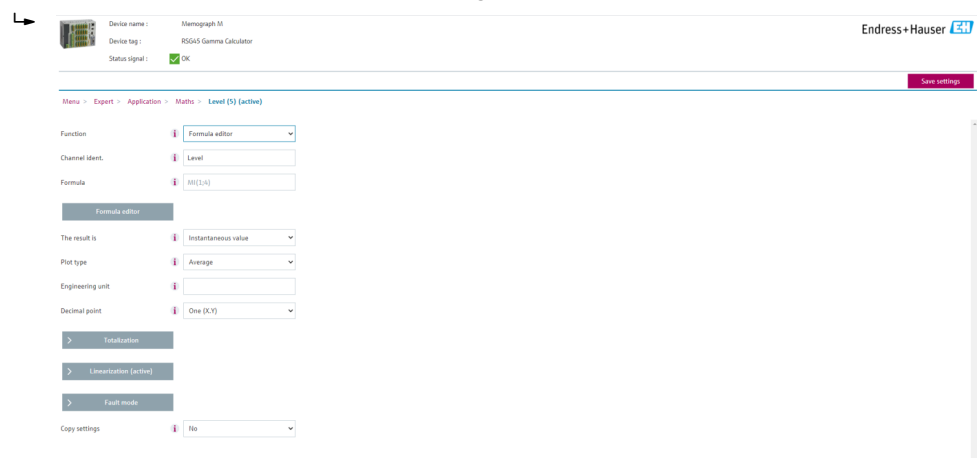 Device name : Memograph M
Device tag : RSG45 Gamma Calculator
Status signal : OK
Endress+Hauser EH
Save settings
Menu > Expert > Application > Maths > Level (5) (active)
Function i Formula editor
Channel ident. i Level
Formula i MI(1;4)
Formula editor
The result is i Instantaneous value
Plot type i Average
Engineering unit i
Decimal point i One (X.Y)
> Totalization
> Linearization (active)
> Fault mode
Copy settings i No